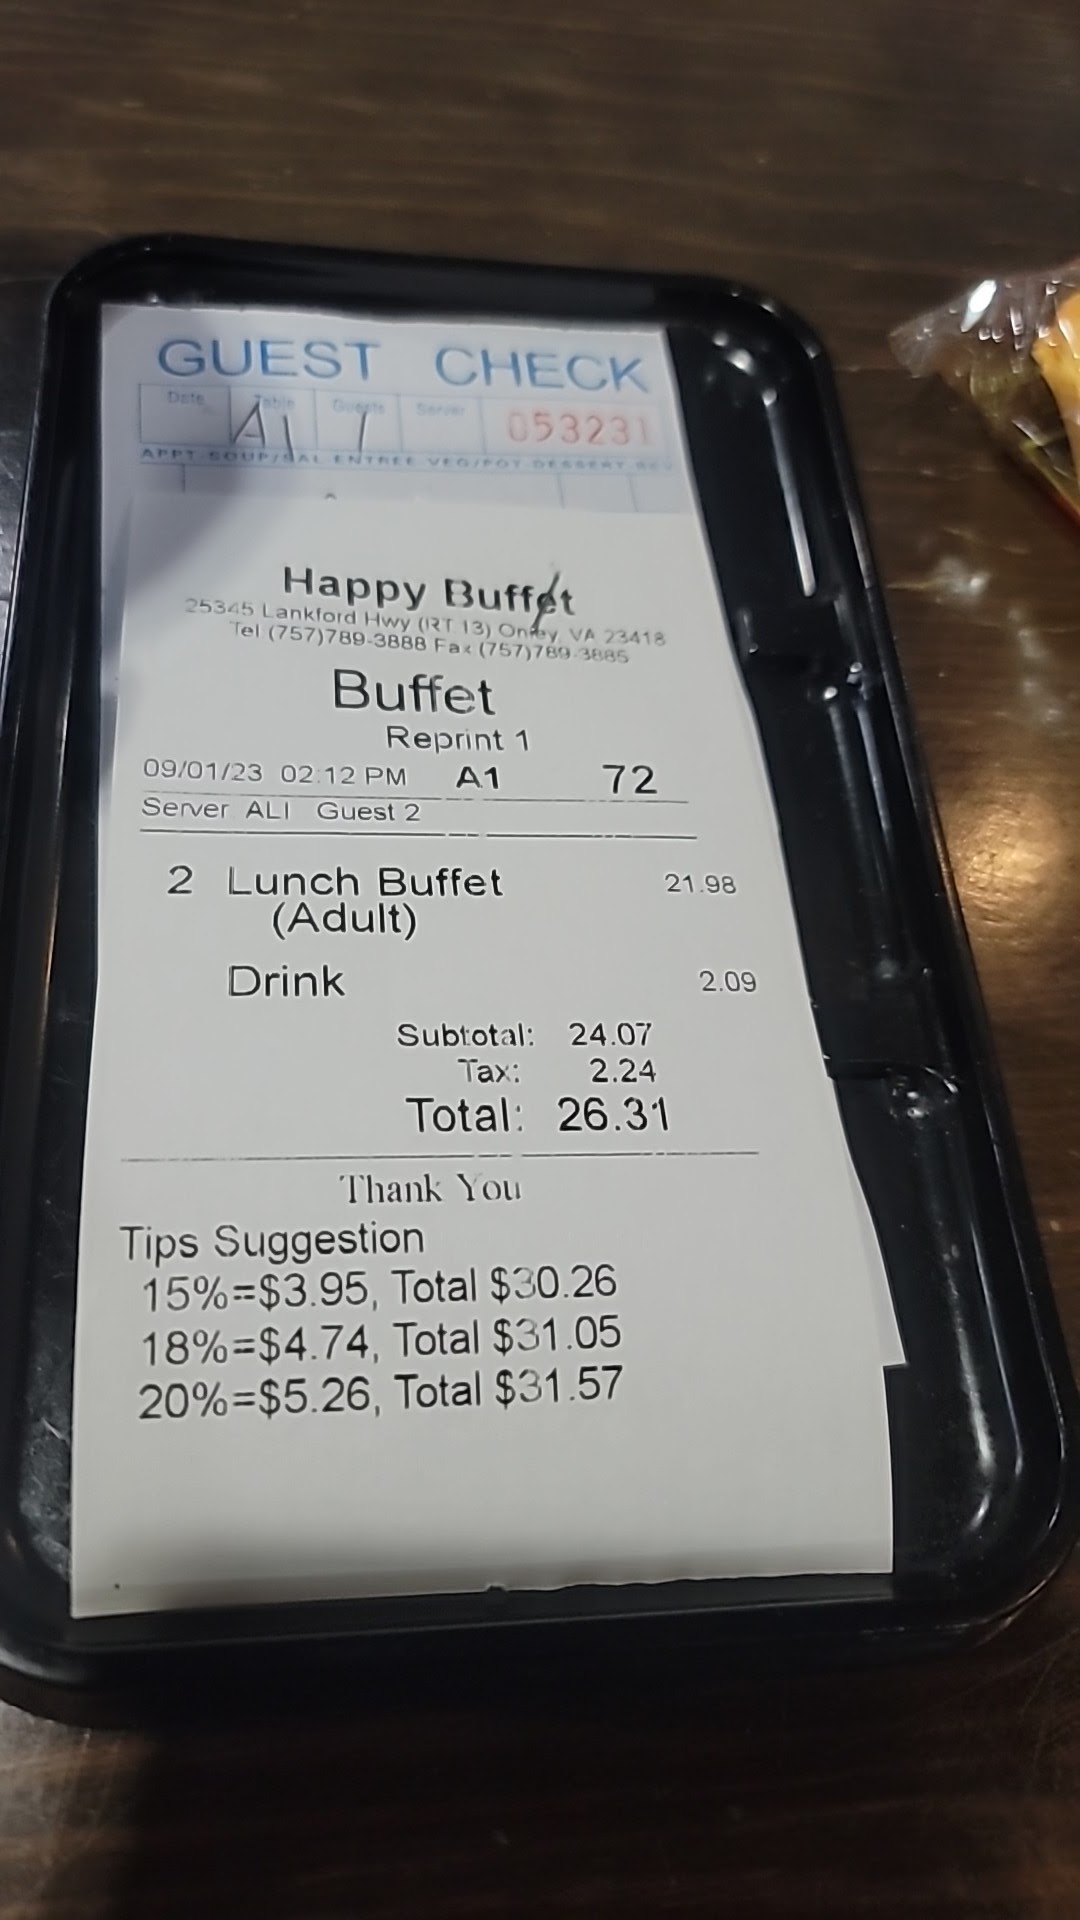 GUEST CHECK
Date Table Guests Server 053231
A1 1
APPT SOUP/SAL ENTREE VEG/POT DESSERT BEV
Happy Buffet
25345 Lankford Hwy (RT 13) Onley, VA 23418
Tel (757)789-3888 Fax (757)789-3885
Buffet
Reprint 1
09/01/23 02:12 PM A1 72
Server ALI Guest 2
2 Lunch Buffet 21.98
(Adult)
Drink 2.09
Subtotal: 24.07
Tax: 2.24
Total: 26.31
Thank You
Tips Suggestion
15%=$3.95, Total $30.26
18%=$4.74, Total $31.05
20%=$5.26, Total $31.57